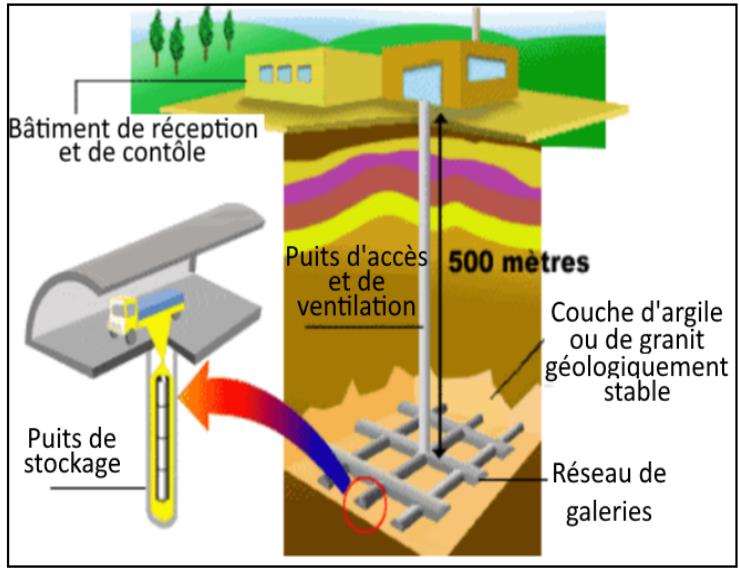 Bâtiment de réception
et de contôle
Puits d'accès
et de
ventilation
500 mètres
Couche d'argile
ou de granit
géologiquement
stable
Puits de
stockage
Réseau de
galeries